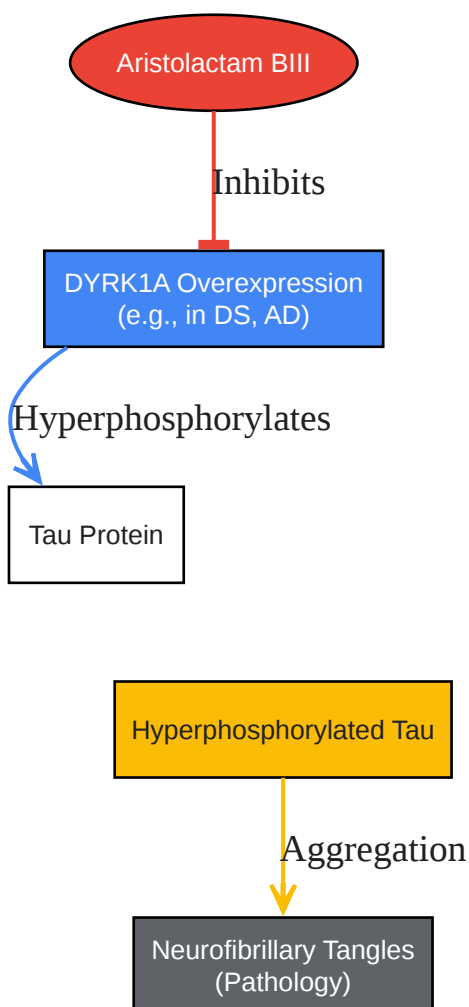 Aristolactam BIII
Inhibits
DYRK1A Overexpression
(e.g., in DS, AD)
Hyperphosphorylates
Tau Protein
Hyperphosphorylated Tau
Aggregation
Neurofibrillary Tangles
(Pathology)